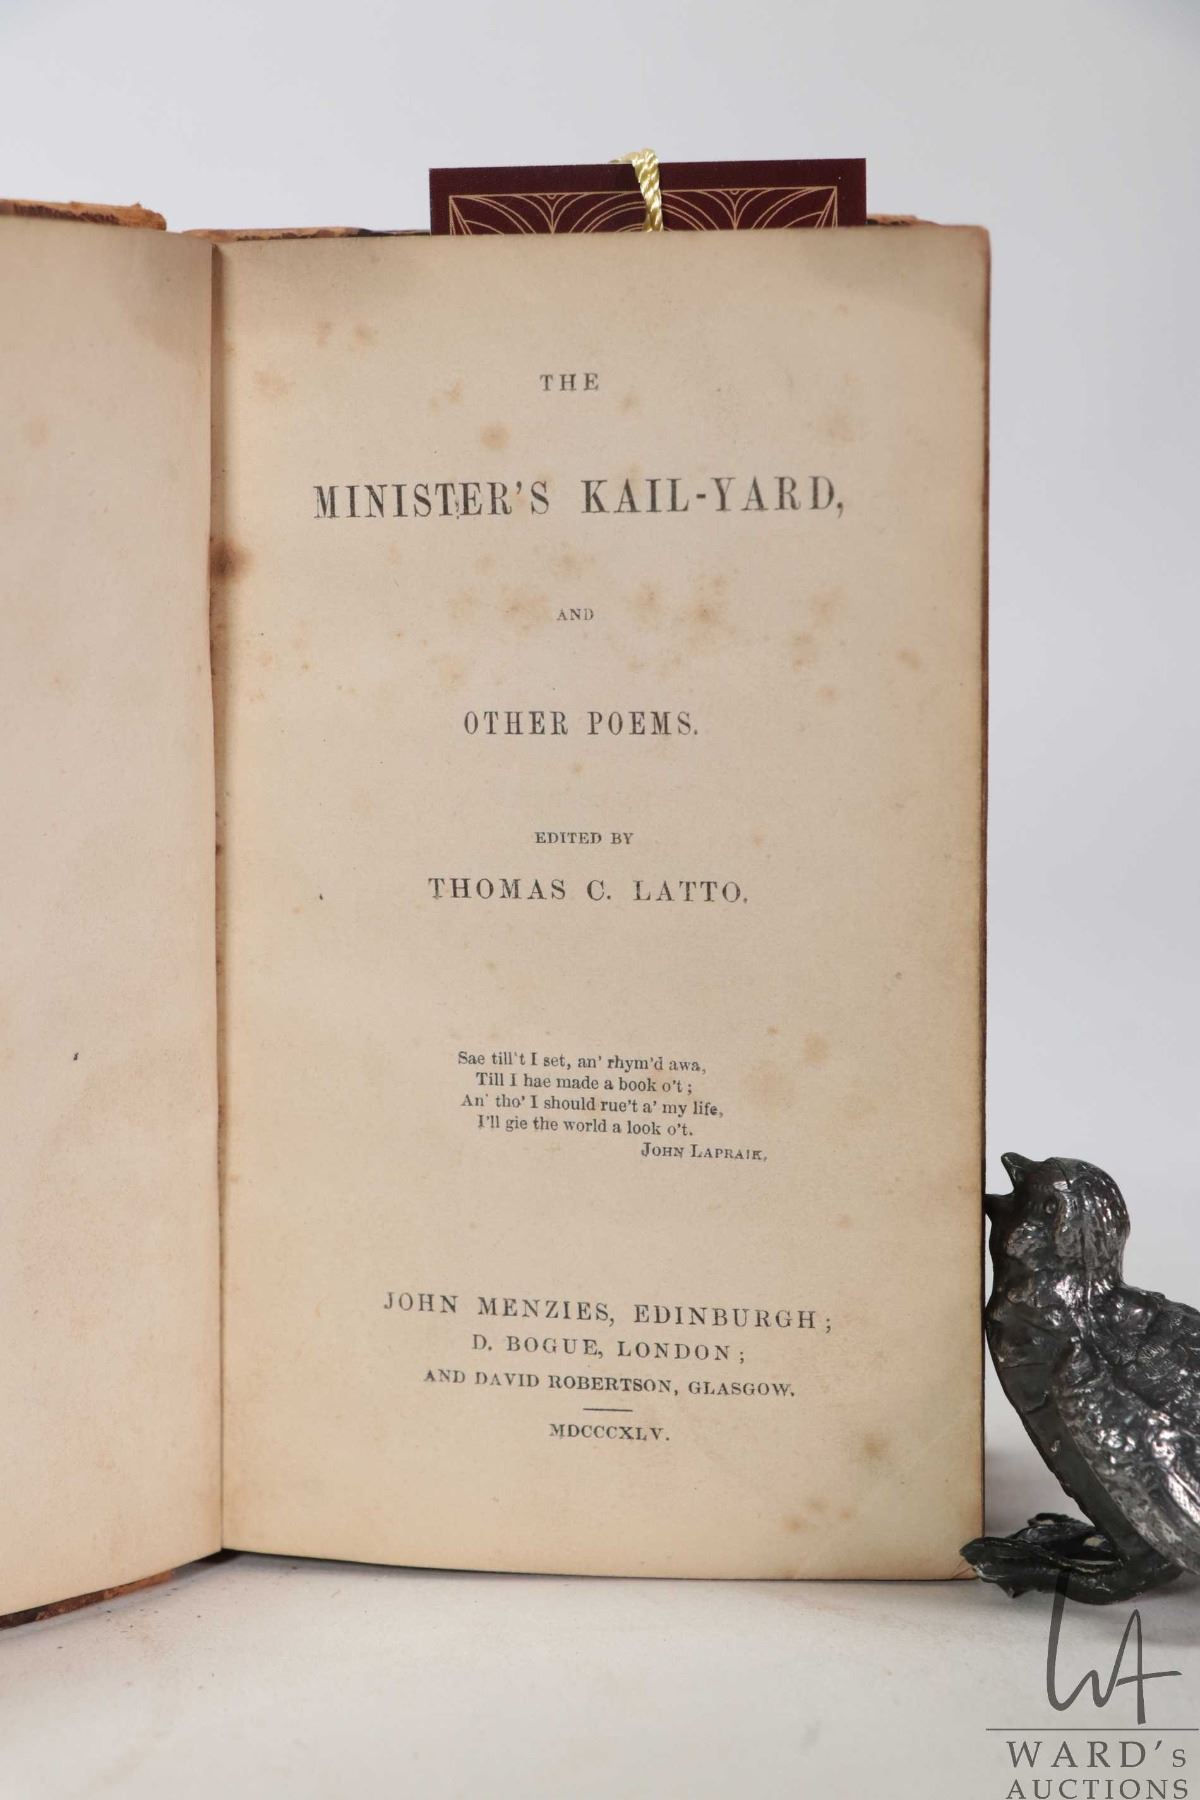 THE
MINISTER'S KAIL-YARD,
AND
OTHER POEMS.
EDITED BY
THOMAS C. LATTO.
Sae till't I set, an' rhym'd awa,
Till I hae made a book o't;
An' tho' I should rue't a' my life,
I'll gie the world a look o't.
JOHN LAPRAIK.
JOHN MENZIES, EDINBURGH;
D. BOGUE, LONDON;
AND DAVID ROBERTSON, GLASGOW.
MDCCCXLV.
WA
WARD'S
AUCTIONS